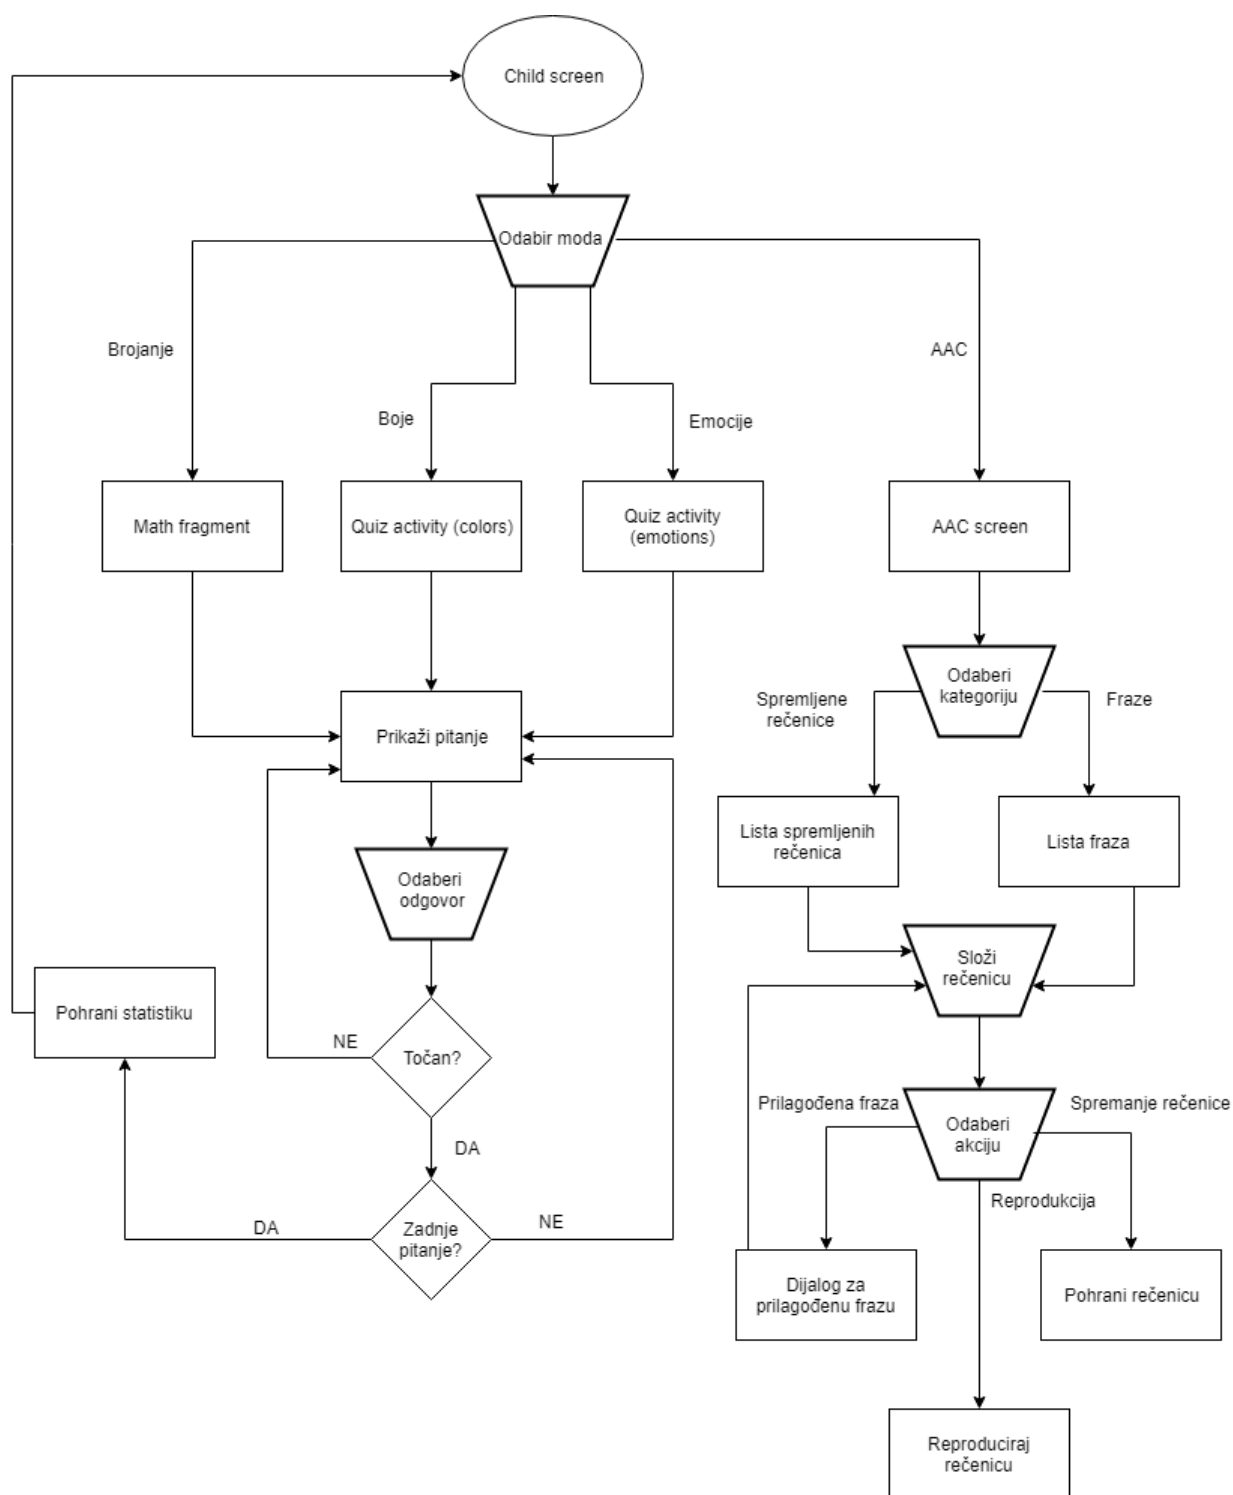 Child screen
Odabir moda
Brojanje
AAC
Boje
Emocije
Math fragment
Quiz activity (colors)
Quiz activity
(emotions)
AAC screen
Odaberi
kategoriju
Spremljene
rečenice
Fraze
Prikaži pitanje
Lista spremljenih
rečenica
Lista fraza
Odaberi
odgovor
Složi
rečenicu
Pohrani statistiku
NE
Točan?
Prilagođena fraza
Spremanje rečenice
Odaberi
akciju
DA
Reprodukcija
DA
Zadnje
pitanje?
NE
Dijalog za
prilagođenu frazu
Pohrani rečenicu
Reproduciraj
rečenicu